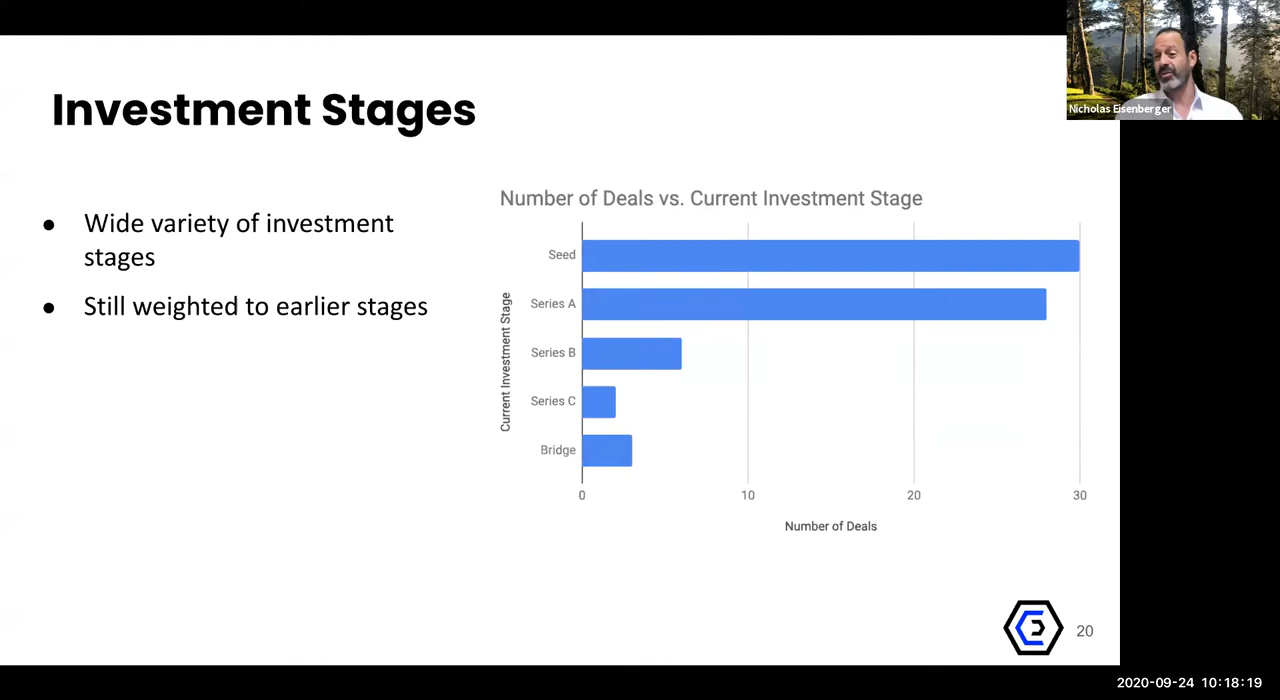 Nicholas Eisenberger
Investment Stages
● Wide variety of investment
stages
● Still weighted to earlier stages
Number of Deals vs. Current Investment Stage
Current Investment Stage
Seed
Series A
Series B
Series C
Bridge
0 10 20 30
Number of Deals
20
2020-09-24 10:18:19